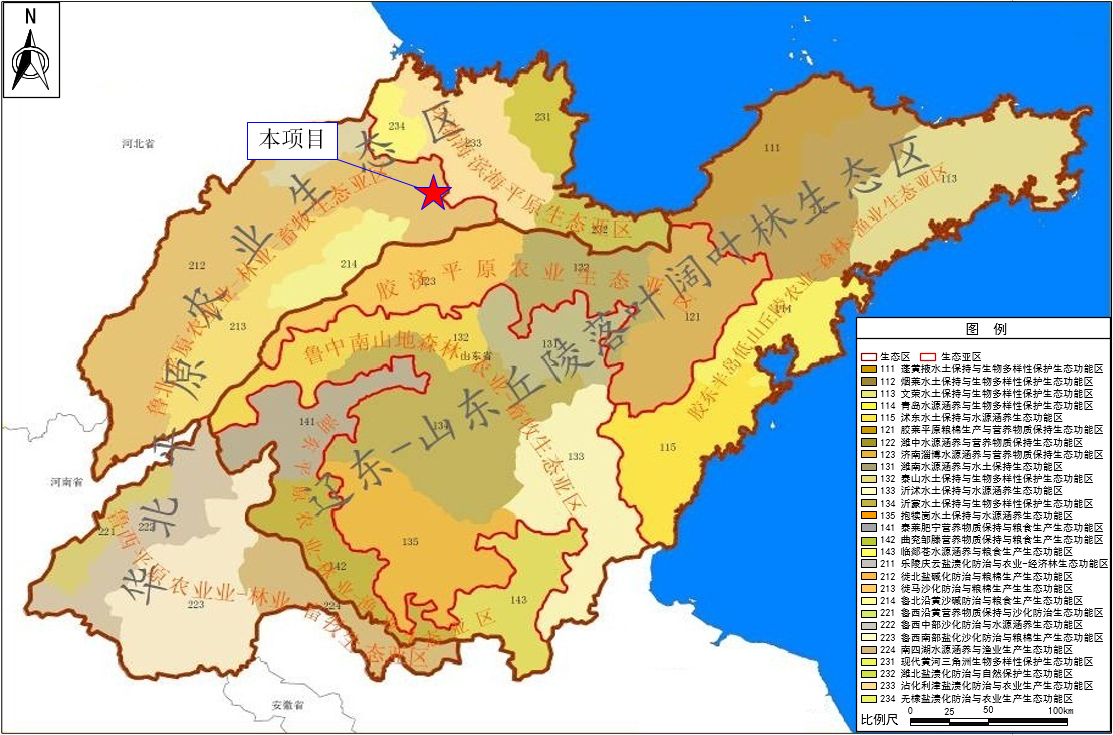 N
河北省
本项目
234
233
231
111
113
渤海滨海平原生态亚区
232
212
214
213
鲁北平原农业-林业-畜牧生态亚区
华北平原农业生态区
胶济平原农业生态亚区
123
122
121
辽东-山东丘陵落叶阔叶林生态区
132
131
山东省
134
133
141
115
135
142
143
胶东半岛低山丘陵农业-森林-渔业生态亚区
河南省
221
222
223
224
安徽省
图 例
生态区 生态亚区
111 蓬黄掖水土保持与生物多样性保护生态功能区
112 烟莱水土保持与生物多样性保护生态功能区
113 文荣水土保持与生物多样性保护生态功能区
114 青岛水源涵养与生物多样性保护生态功能区
115 沭东水土保持与水源涵养生态功能区
121 胶莱平原粮棉生产与营养物质保持生态功能区
122 潍中水源涵养与营养物质保持生态功能区
123 济南淄博水源涵养与营养物质保持生态功能区
131 潍南水源涵养与水土保持生态功能区
132 泰山水土保持与生物多样性保护生态功能区
133 沂沭水土保持与水源涵养生态功能区
134 沂蒙水土保持与生物多样性保护生态功能区
135 抱犊崮水土保持与水源涵养生态功能区
141 泰莱肥宁营养物质保持与粮食生产生态功能区
142 曲兖邹滕营养物质保持与粮食生产生态功能区
143 临郯苍水源涵养与粮食生产生态功能区
211 乐陵庆云盐渍化防治与农业-经济林生态功能区
212 徒北盐碱化防治与粮棉生产生态功能区
213 徒马沙化防治与粮棉生产生态功能区
214 鲁北沿黄沙碱防治与粮食生产生态功能区
221 鲁西沿黄营养物质保持与沙化防治生态功能区
222 鲁西中部沙化防治与水源涵养生态功能区
223 鲁西南部盐化沙化防治与粮棉生产生态功能区
224 南四湖水源涵养与渔业生产生态功能区
231 现代黄河三角洲生物多样性保护生态功能区
232 潍北盐渍化防治与自然保护生态功能区
233 沾化利津盐渍化防治与农业生产生态功能区
234 无棣盐渍化防治与农业生产生态功能区
比例尺 0 25 50 100km